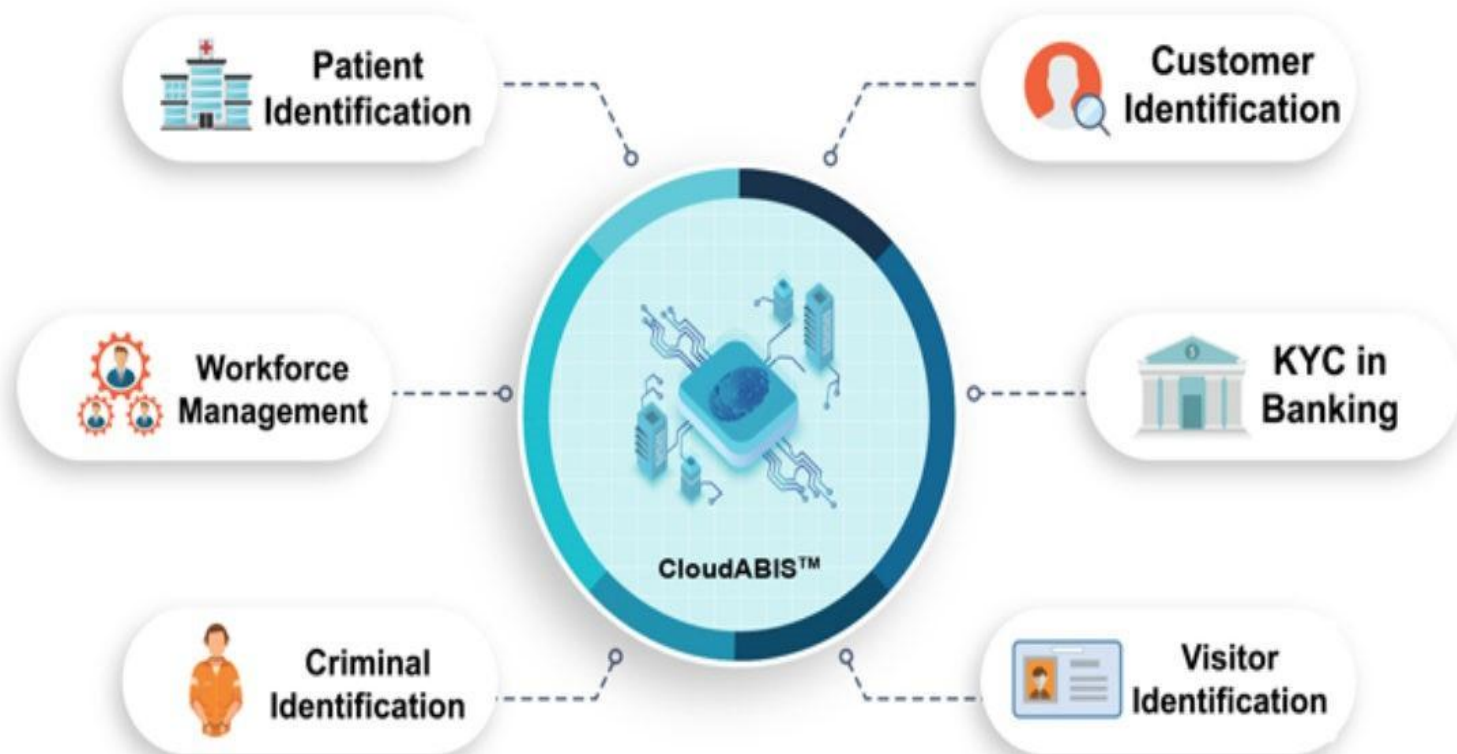 Patient
Identification
Customer
Identification
Workforce
Management
KYC in
Banking
CloudABIS™
Criminal
Identification
Visitor
Identification